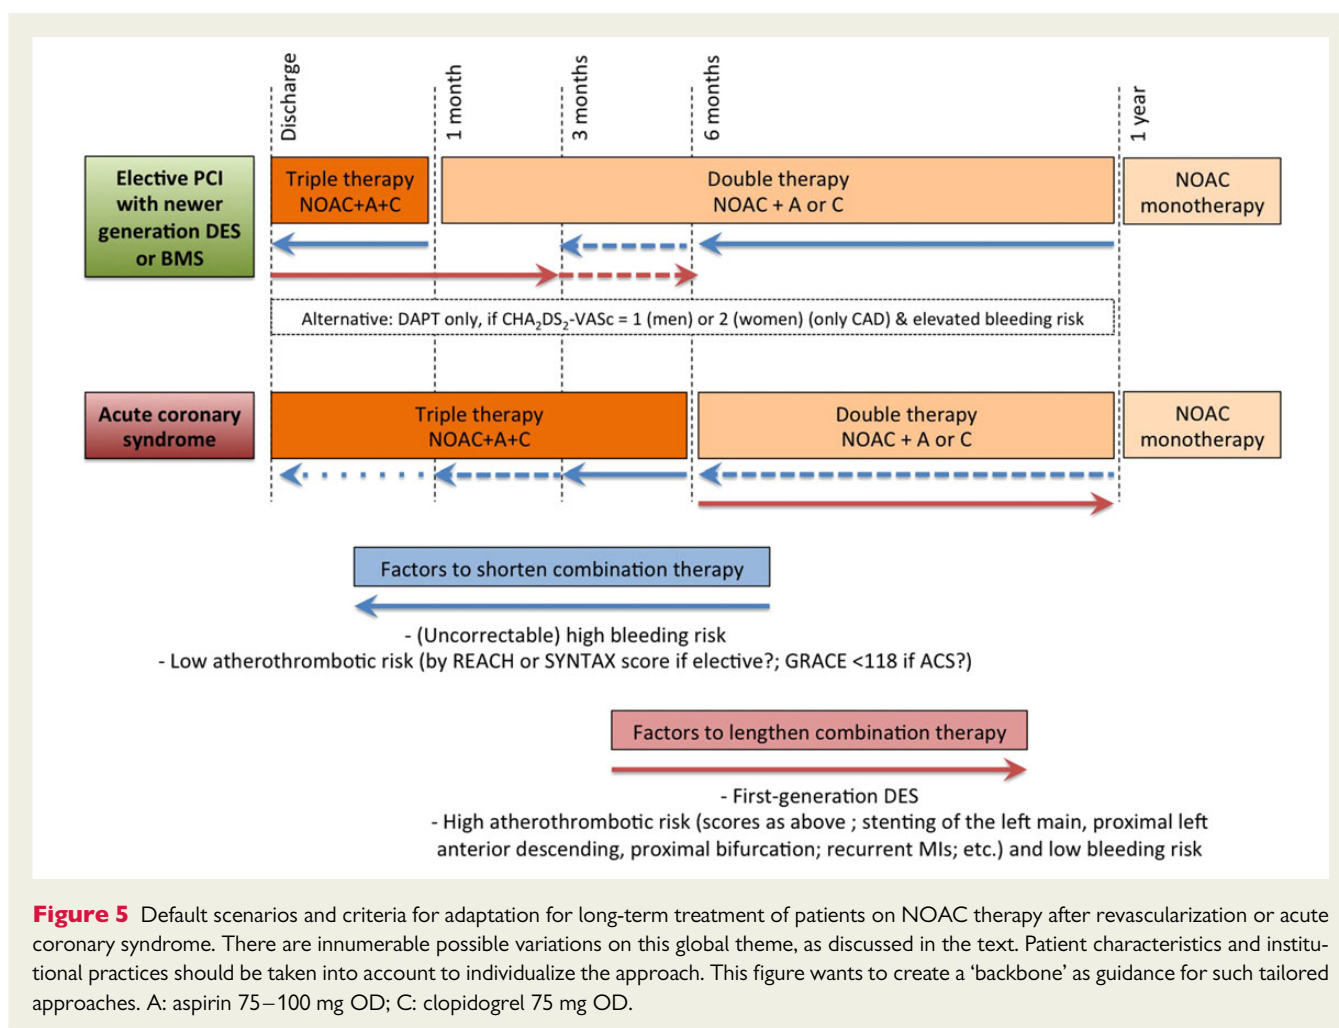 Discharge
1 month
3 months
6 months
1 year
Elective PCI
with newer
generation DES
or BMS
Triple therapy
NOAC+A+C
Double therapy
NOAC + A or C
NOAC
monotherapy
Alternative: DAPT only, if CHA₂DS₂-VASc = 1 (men) or 2 (women) (only CAD) & elevated bleeding risk
Acute coronary
syndrome
Triple therapy
NOAC+A+C
Double therapy
NOAC + A or C
NOAC
monotherapy
Factors to shorten combination therapy
- (Uncorrectable) high bleeding risk
- Low atherothrombotic risk (by REACH or SYNTAX score if elective?; GRACE <118 if ACS?)
Factors to lengthen combination therapy
- First-generation DES
- High atherothrombotic risk (scores as above ; stenting of the left main, proximal left
anterior descending, proximal bifurcation; recurrent MIs; etc.) and low bleeding risk
Figure 5 Default scenarios and criteria for adaptation for long-term treatment of patients on NOAC therapy after revascularization or acute
coronary syndrome. There are innumerable possible variations on this global theme, as discussed in the text. Patient characteristics and institu-
tional practices should be taken into account to individualize the approach. This figure wants to create a ‘backbone’ as guidance for such tailored
approaches. A: aspirin 75–100 mg OD; C: clopidogrel 75 mg OD.